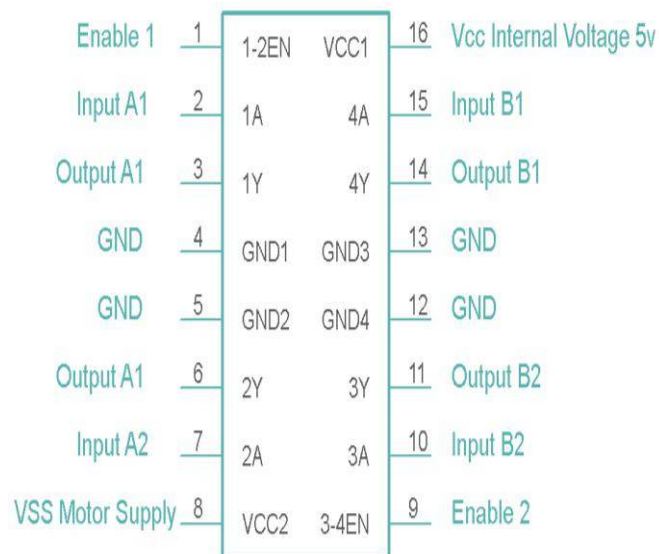 Enable 1 1 1-2EN VCC1 16 Vcc Internal Voltage 5v
Input A1 2 1A 4A 15 Input B1
Output A1 3 1Y 4Y 14 Output B1
GND 4 GND1 GND3 13 GND
GND 5 GND2 GND4 12 GND
Output A1 6 2Y 3Y 11 Output B2
Input A2 7 2A 3A 10 Input B2
VSS Motor Supply 8 VCC2 3-4EN 9 Enable 2